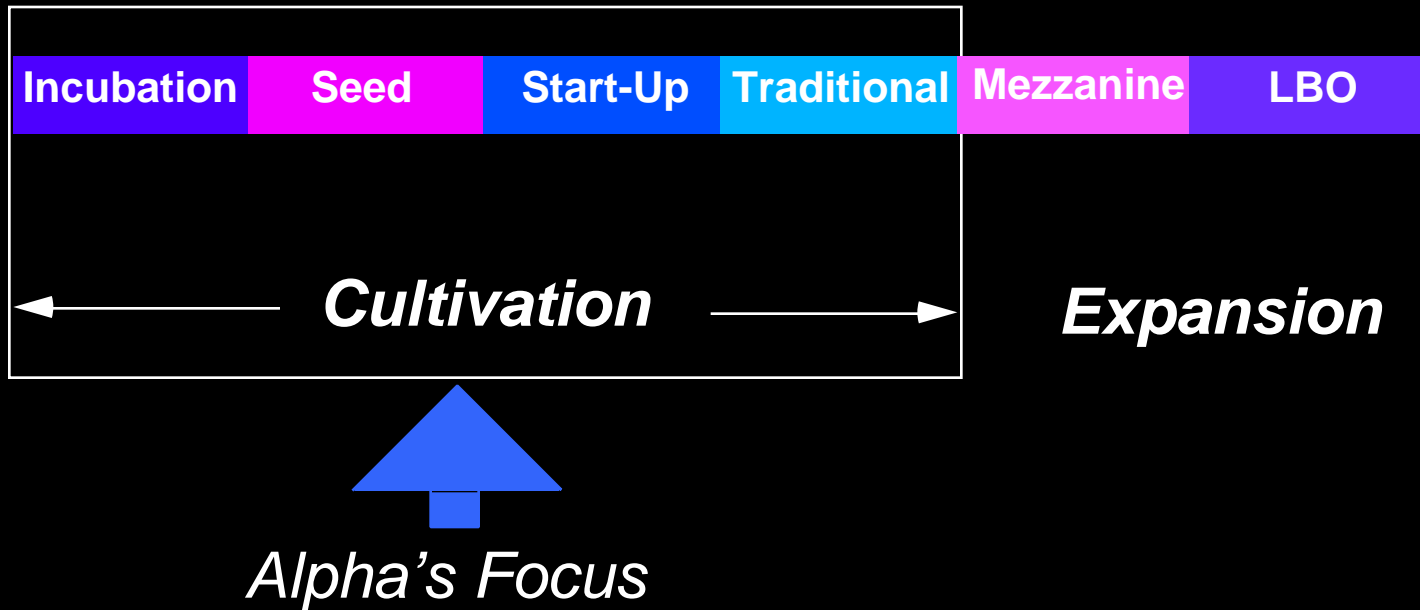 Incubation Seed Start-Up Traditional Mezzanine LBO
Cultivation Expansion
Alpha’s Focus